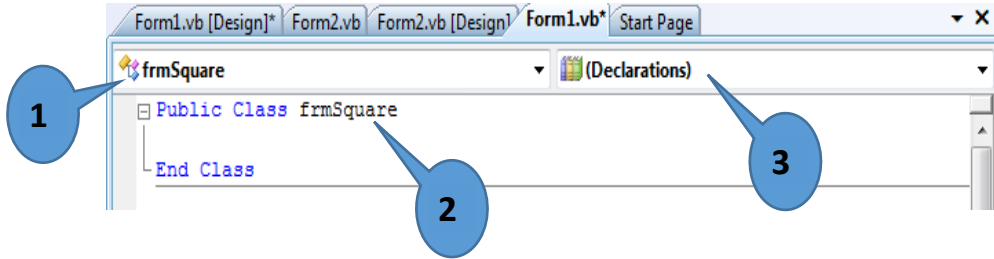 Form1.vb [Design]* Form2.vb Form2.vb [Design] Form1.vb* Start Page
frmSquare (Declarations)
1
Public Class frmSquare
3
End Class
2